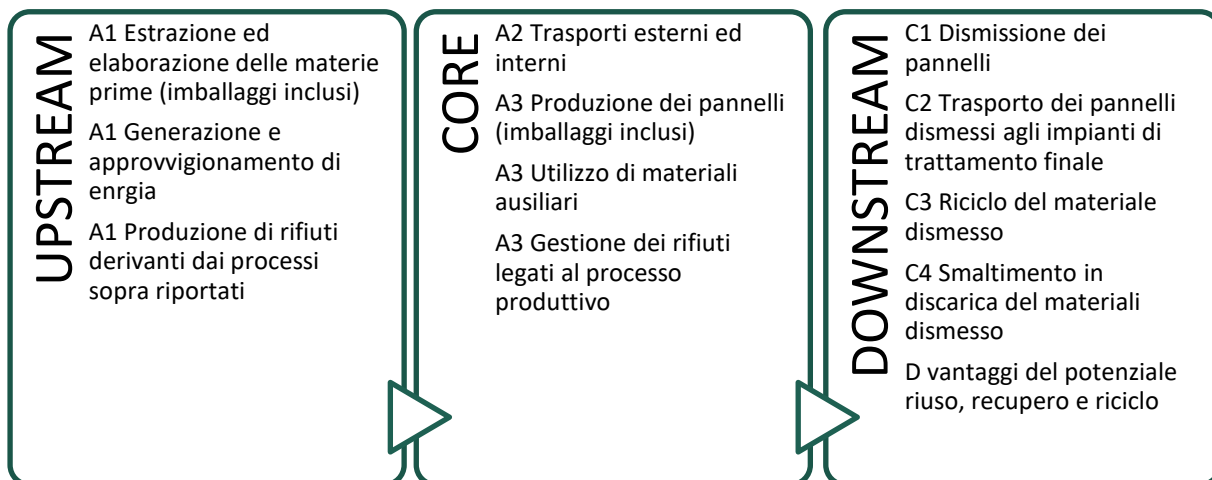 UPSTREAM
A1 Estrazione ed
elaborazione delle materie
prime (imballaggi inclusi)
A1 Generazione e
approvvigionamento di
enrgia
A1 Produzione di rifiuti
derivanti dai processi
sopra riportati
CORE
A2 Trasporti esterni ed
interni
A3 Produzione dei pannelli
(imballaggi inclusi)
A3 Utilizzo di materiali
ausiliari
A3 Gestione dei rifiuti
legati al processo
produttivo
DOWNSTREAM
C1 Dismissione dei
pannelli
C2 Trasporto dei pannelli
dismessi agli impianti di
trattamento finale
C3 Riciclo del materiale
dismesso
C4 Smaltimento in
discarica del materiali
dismesso
D vantaggi del potenziale
riuso, recupero e riciclo